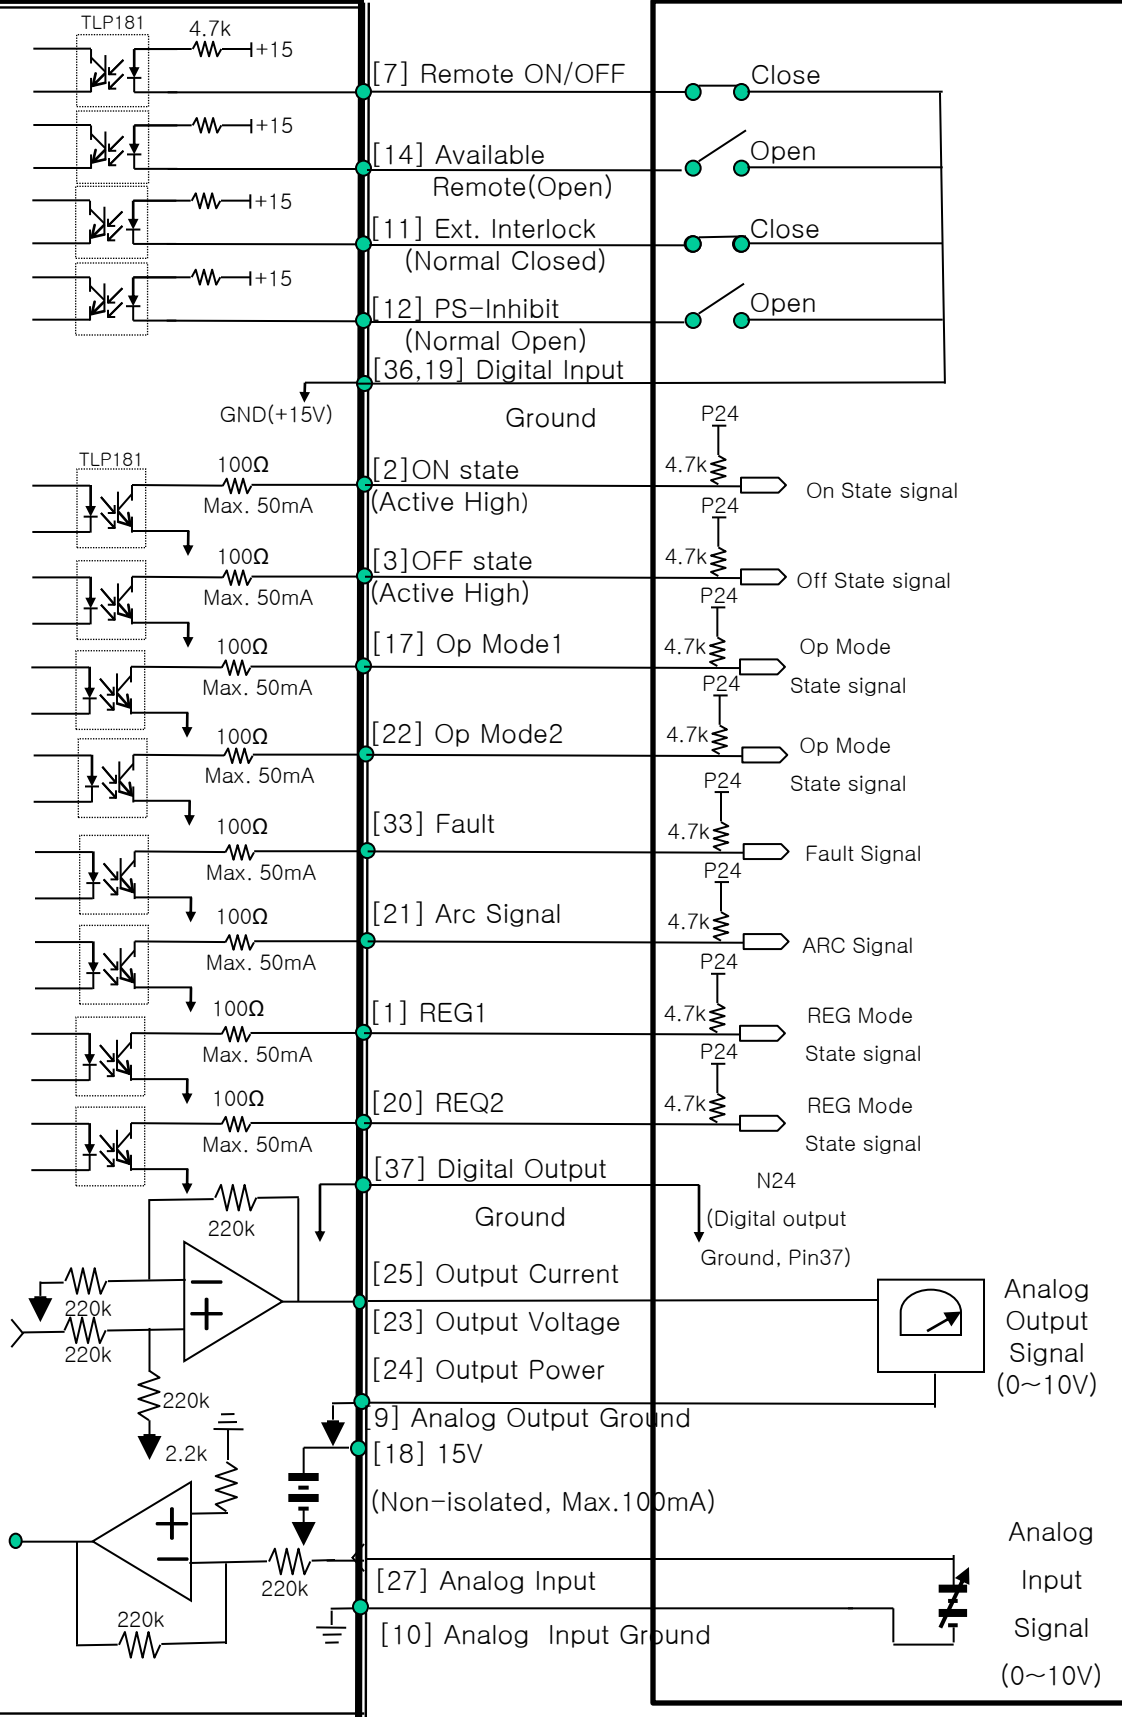 TLP181
4.7k
+15
[7] Remote ON/OFF
Close
+15
[14] Available
Remote(Open)
Open
+15
[11] Ext. Interlock
(Normal Closed)
Close
+15
[12] PS-Inhibit
(Normal Open)
Open
[36,19] Digital Input
Ground
GND(+15V)
P24
TLP181
100Ω
Max. 50mA
[2]ON state
(Active High)
4.7k
On State signal
P24
100Ω
Max. 50mA
[3]OFF state
(Active High)
4.7k
Off State signal
P24
100Ω
Max. 50mA
[17] Op Mode1
4.7k
Op Mode
State signal
P24
100Ω
Max. 50mA
[22] Op Mode2
4.7k
Op Mode
State signal
P24
100Ω
Max. 50mA
[33] Fault
4.7k
Fault Signal
P24
100Ω
Max. 50mA
[21] Arc Signal
4.7k
ARC Signal
P24
100Ω
Max. 50mA
[1] REG1
4.7k
REG Mode
State signal
P24
100Ω
Max. 50mA
[20] REQ2
4.7k
REG Mode
State signal
[37] Digital Output
Ground
N24
(Digital output
Ground, Pin37)
220k
220k
220k
220k
[25] Output Current
[23] Output Voltage
[24] Output Power
[9] Analog Output Ground
Analog
Output
Signal
(0~10V)
2.2k
[18] 15V
(Non-isolated, Max.100mA)
220k
220k
[27] Analog Input
[10] Analog Input Ground
Analog
Input
Signal
(0~10V)